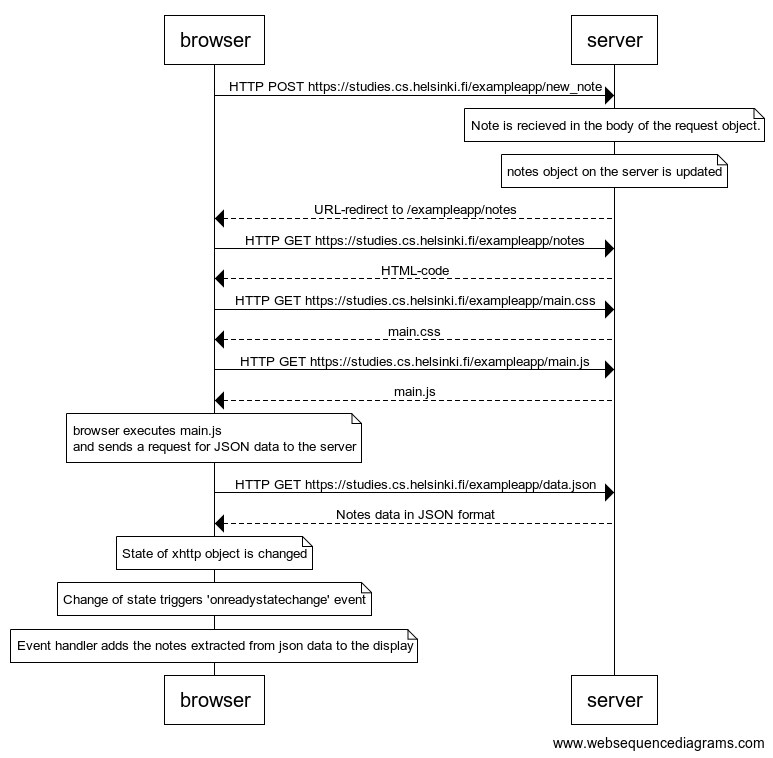 browser
server
HTTP POST https://studies.cs.helsinki.fi/exampleapp/new_note
Note is recieved in the body of the request object.
notes object on the server is updated
URL-redirect to /exampleapp/notes
HTTP GET https://studies.cs.helsinki.fi/exampleapp/notes
HTML-code
HTTP GET https://studies.cs.helsinki.fi/exampleapp/main.css
main.css
HTTP GET https://studies.cs.helsinki.fi/exampleapp/main.js
main.js
browser executes main.js
and sends a request for JSON data to the server
HTTP GET https://studies.cs.helsinki.fi/exampleapp/data.json
Notes data in JSON format
State of xhttp object is changed
Change of state triggers 'onreadystatechange' event
Event handler adds the notes extracted from json data to the display
browser
server
www.websequencediagrams.com